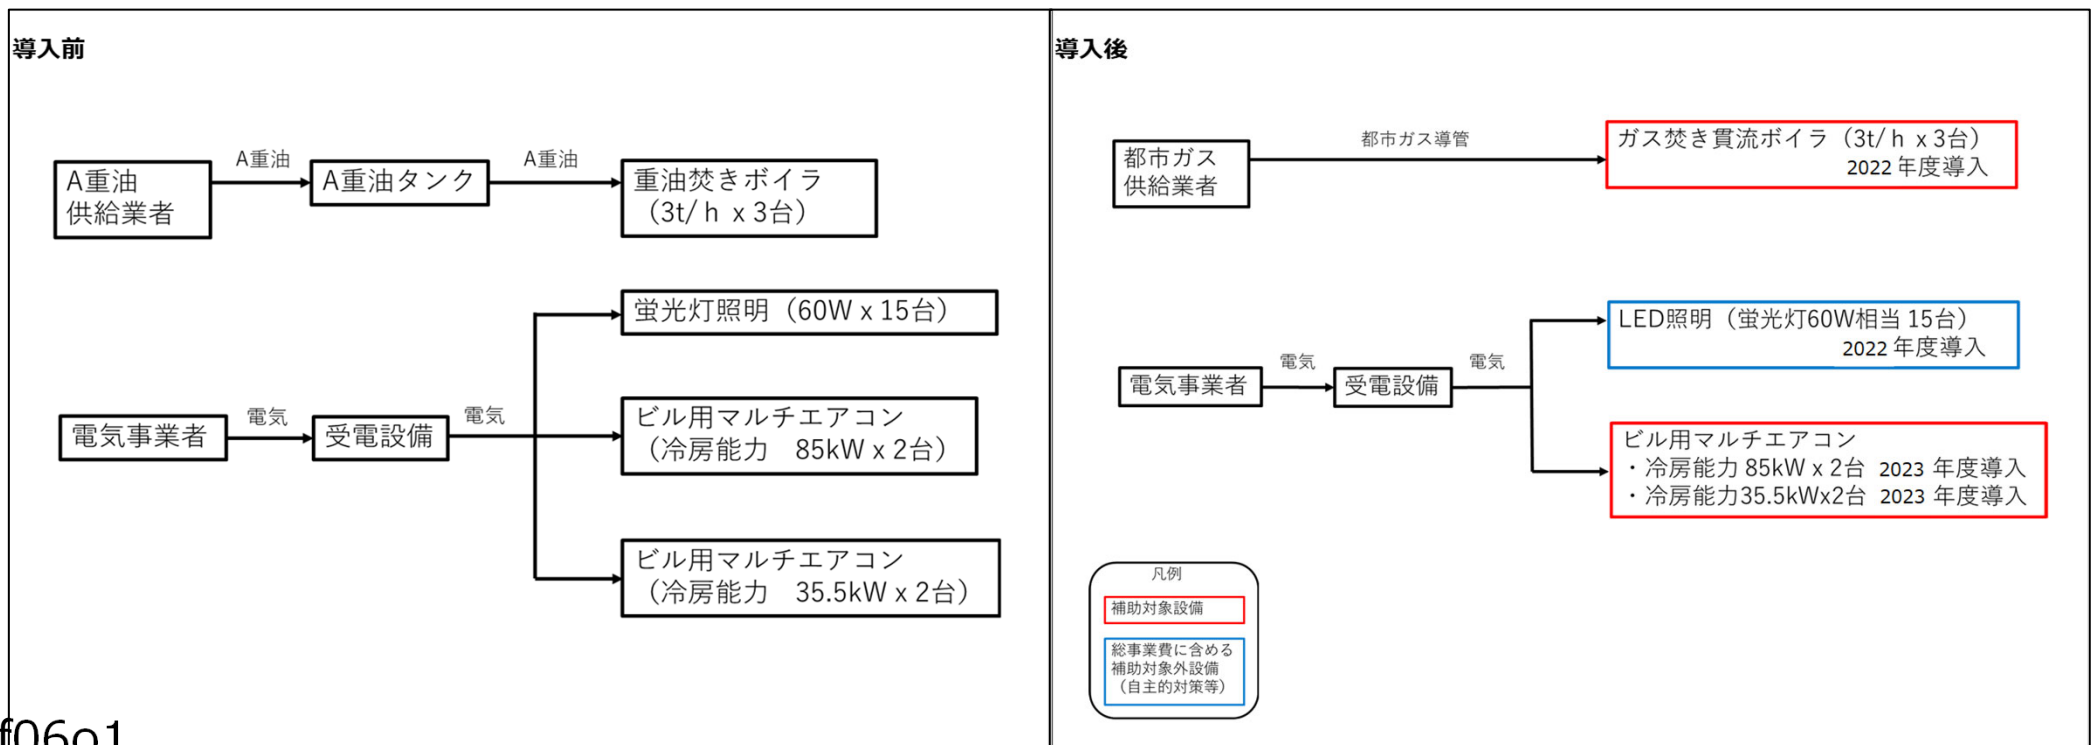 導入前
A重油
供給業者
A重油
A重油タンク
A重油
重油焚きボイラ
（3t/ h x 3台）
電気事業者
電気
受電設備
電気
蛍光灯照明（60W x 15台）
ビル用マルチエアコン
（冷房能力　85kW x 2台）
ビル用マルチエアコン
（冷房能力　35.5kW x 2台）
導入後
都市ガス
供給業者
都市ガス導管
ガス焚き貫流ボイラ（3t/ h x 3台）
2022 年度導入
電気事業者
電気
受電設備
電気
LED照明（蛍光灯60W相当 15台）
2022 年度導入
ビル用マルチエアコン
・冷房能力 85kW x 2台 2023 年度導入
・冷房能力35.5kWx2台 2023 年度導入
凡例
補助対象設備
総事業費に含める
補助対象外設備
（自主的対策等）